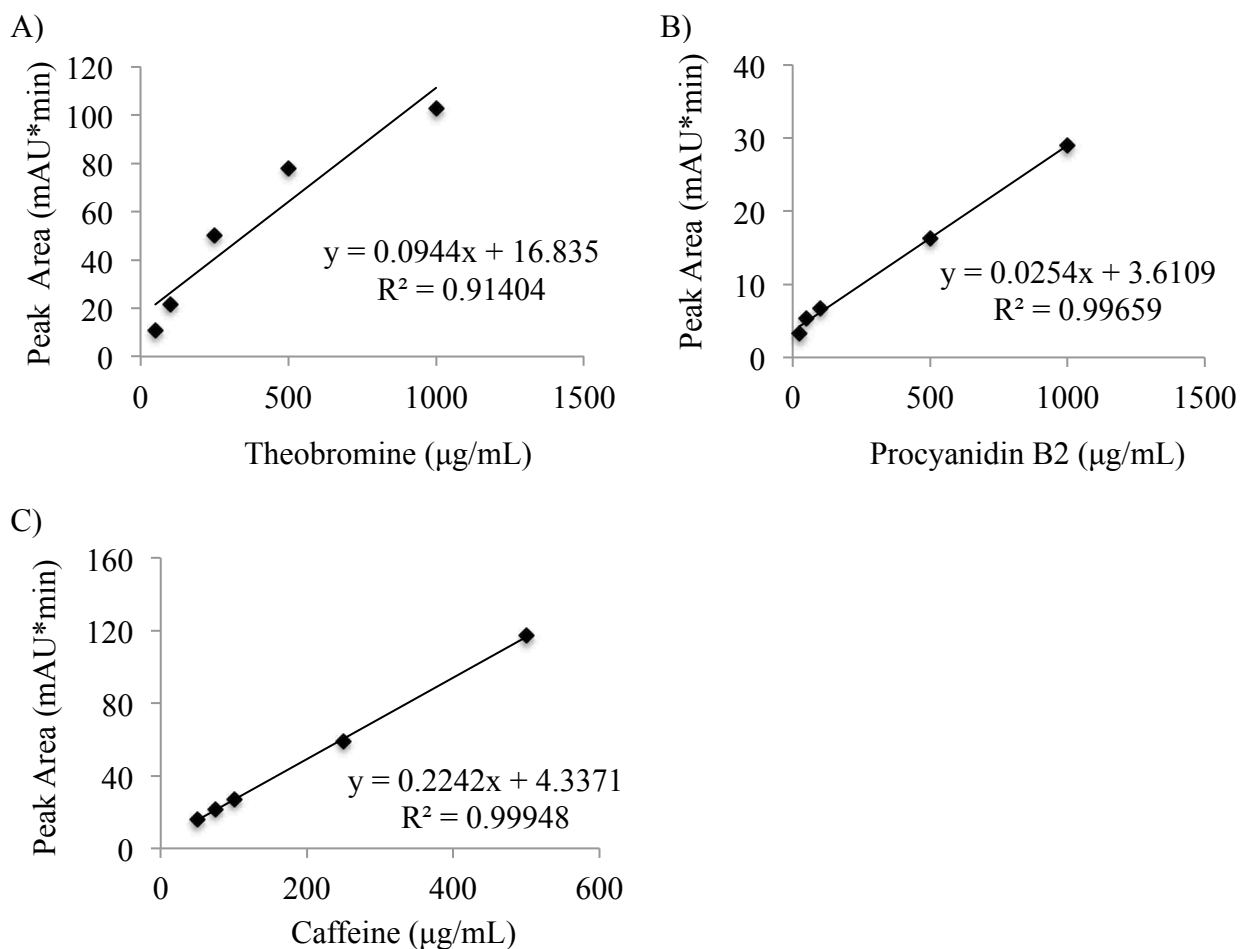 A)
Peak Area (mAU*min)
120
100
80
60
40
20
0
y = 0.0944x + 16.835
R² = 0.91404
0 500 1000 1500
Theobromine (µg/mL)
B)
Peak Area (mAU*min)
40
30
20
10
0
y = 0.0254x + 3.6109
R² = 0.99659
0 500 1000 1500
Procyanidin B2 (µg/mL)
C)
Peak Area (mAU*min)
160
120
80
40
0
y = 0.2242x + 4.3371
R² = 0.99948
0 200 400 600
Caffeine (µg/mL)